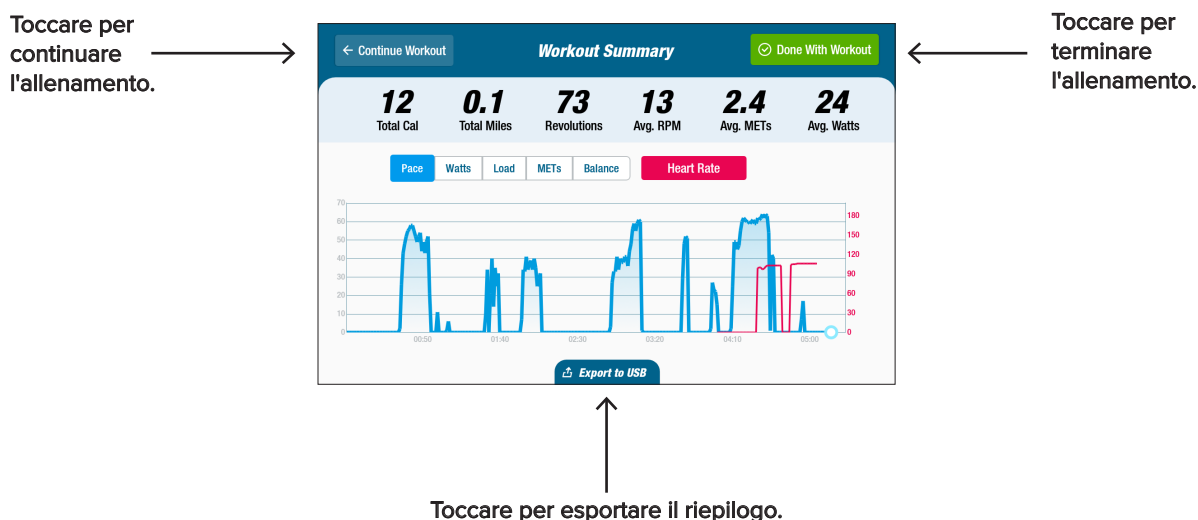 Toccare per
continuare
l'allenamento.
Continue Workout
Workout Summary
Done With Workout
Toccare per
terminare
l'allenamento.
12 0.1 73 13 2.4 24
Total Cal Total Miles Revolutions Avg. RPM Avg. METs Avg. Watts
Pace Watts Load METs Balance Heart Rate
70
60
50
40
30
20
10
0
180
150
120
90
60
30
0
00:50 01:40 02:30 03:20 04:10 05:00
Export to USB
Toccare per esportare il riepilogo.